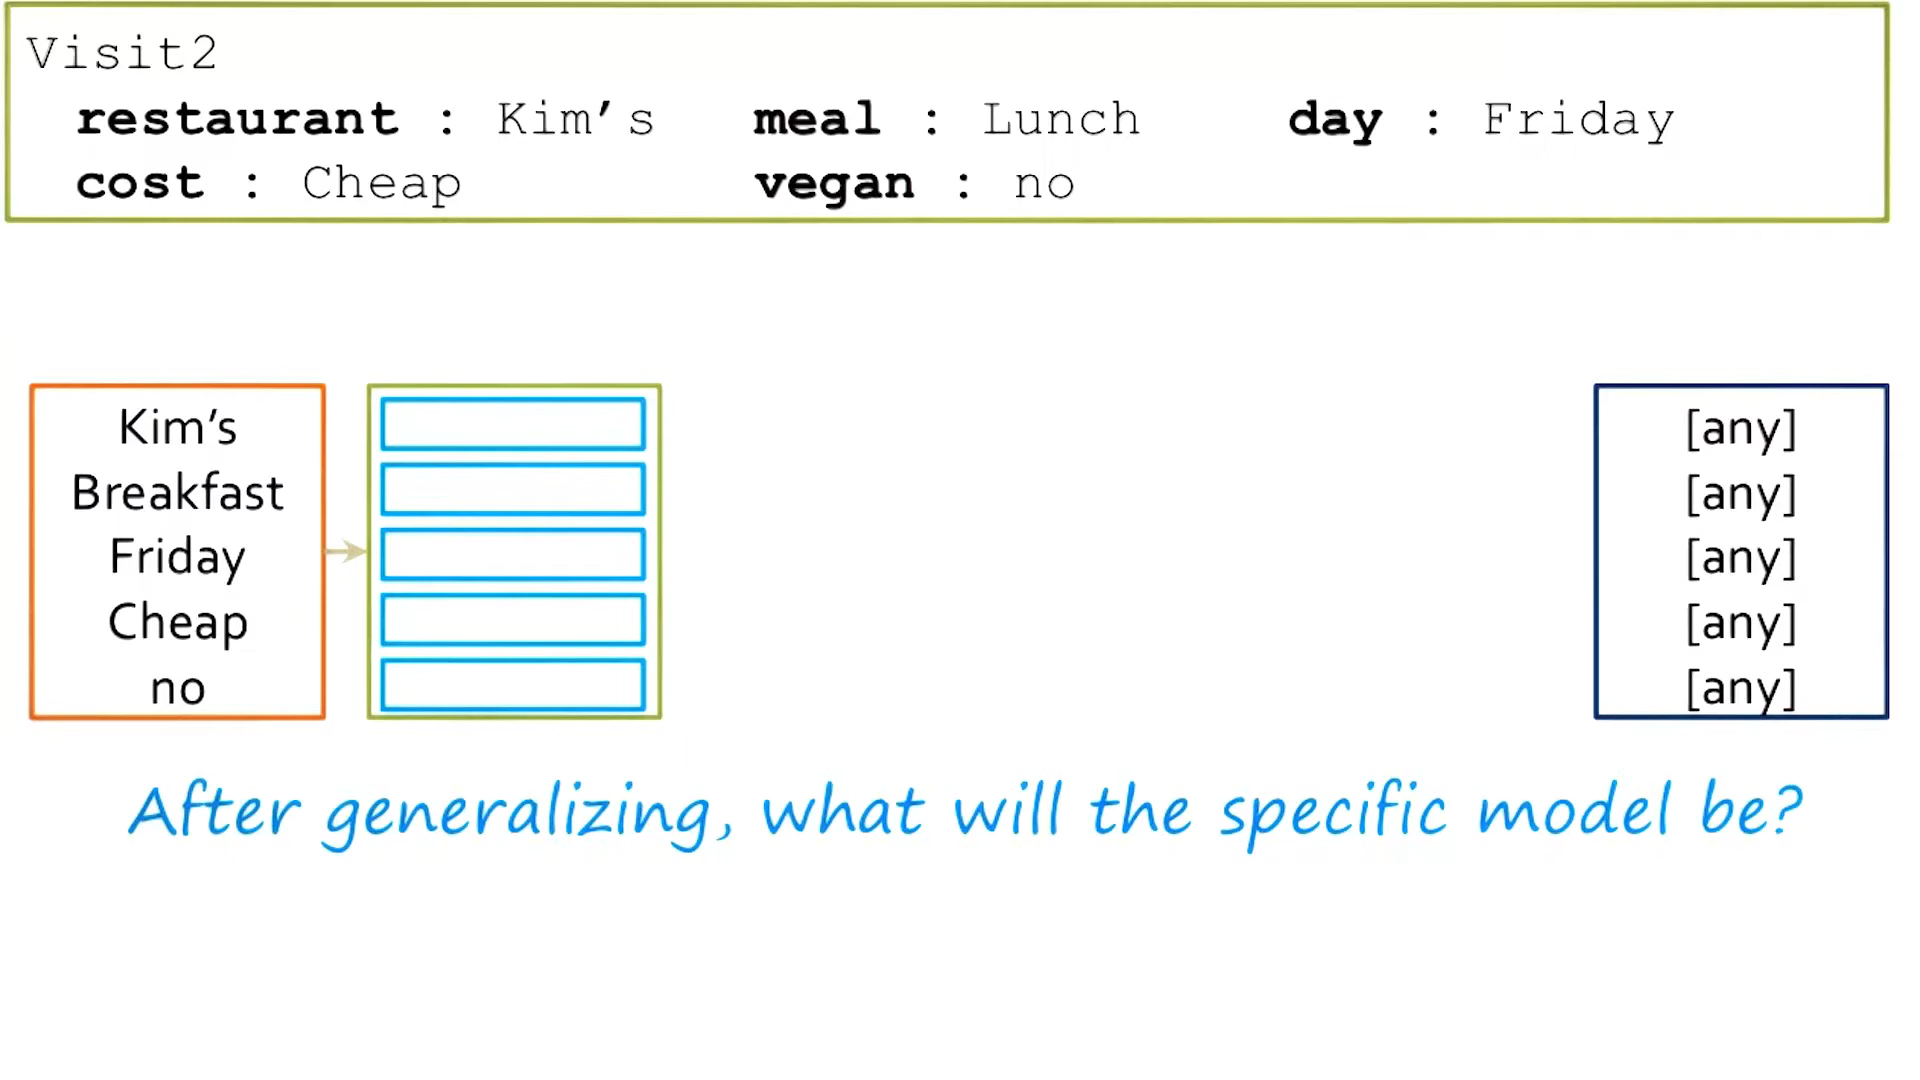 Visit2
restaurant : Kim’s meal : Lunch day : Friday
cost : Cheap vegan : no
Kim’s
Breakfast
Friday
Cheap
no
[any]
[any]
[any]
[any]
[any]
After generalizing, what will the specific model be?